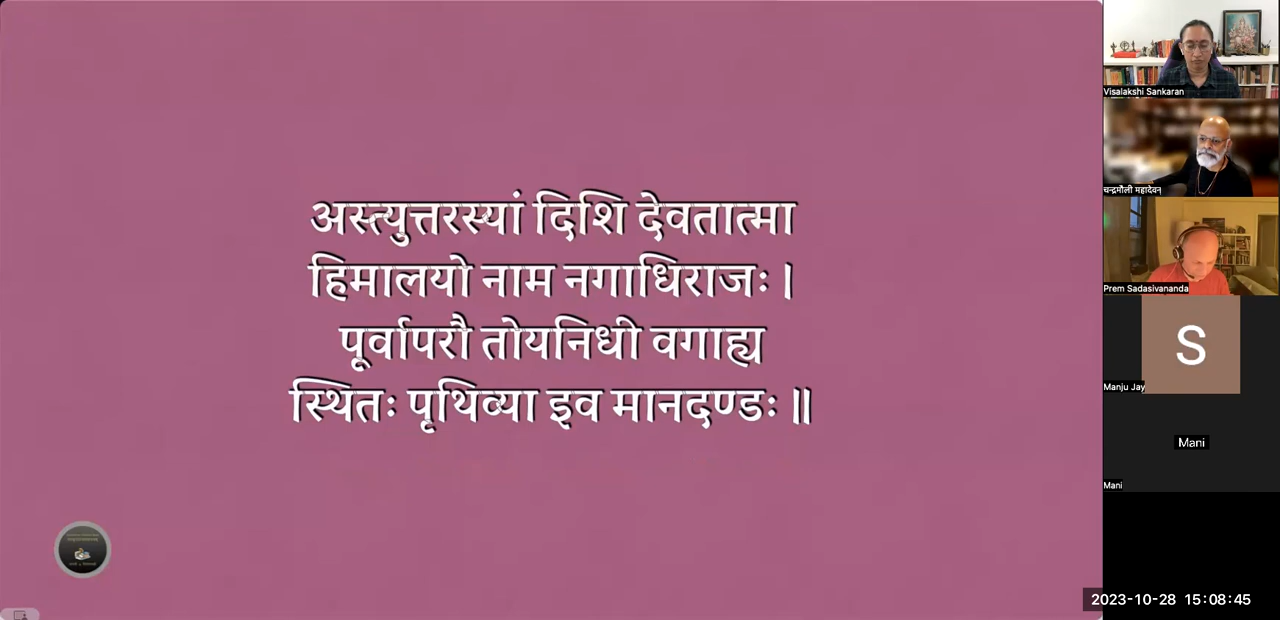 अस्त्युत्तरस्यां दिशि देवतात्मा
हिमालयो नाम नगाधिराजः ।
पूर्वापरौ तोयनिधी वगाह्य
स्थितः पृथिव्या इव मानदण्डः ॥
Visalakshi Sankaran
चन्द्रमौली महादेवन्
Prem Sadasivananda
S
Manju Jay
Mani
Mani
2023-10-28 15:08:45